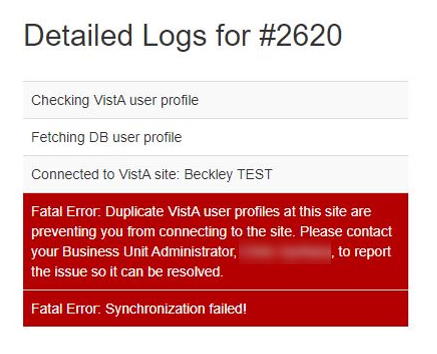 Detailed Logs for #2620
Checking VistA user profile
Fetching DB user profile
Connected to VistA site: Beckley TEST
Fatal Error: Duplicate VistA user profiles at this site are
preventing you from connecting to the site. Please contact
your Business Unit Administrator, , to report
the issue so it can be resolved.
Fatal Error: Synchronization failed!